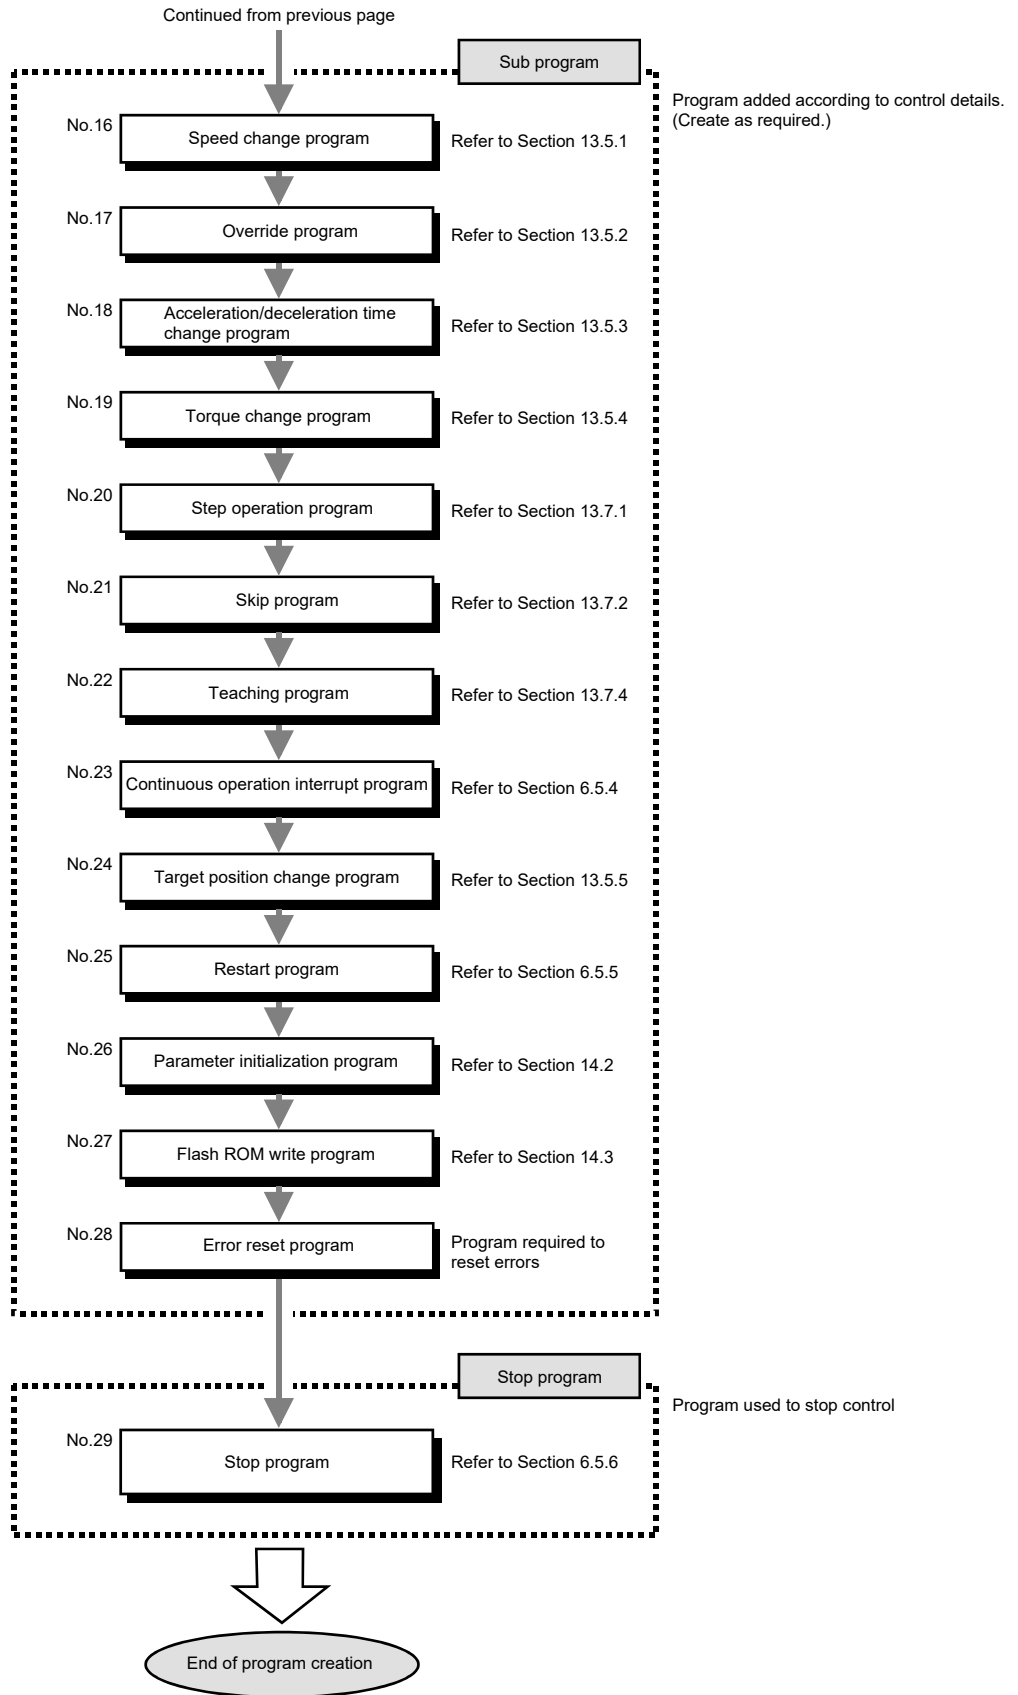 Continued from previous page
Sub program
Program added according to control details.
(Create as required.)
No.16
Speed change program
Refer to Section 13.5.1
No.17
Override program
Refer to Section 13.5.2
No.18
Acceleration/deceleration time
change program
Refer to Section 13.5.3
No.19
Torque change program
Refer to Section 13.5.4
No.20
Step operation program
Refer to Section 13.7.1
No.21
Skip program
Refer to Section 13.7.2
No.22
Teaching program
Refer to Section 13.7.4
No.23
Continuous operation interrupt program
Refer to Section 6.5.4
No.24
Target position change program
Refer to Section 13.5.5
No.25
Restart program
Refer to Section 6.5.5
No.26
Parameter initialization program
Refer to Section 14.2
No.27
Flash ROM write program
Refer to Section 14.3
No.28
Error reset program
Program required to
reset errors
Stop program
Program used to stop control
No.29
Stop program
Refer to Section 6.5.6
End of program creation